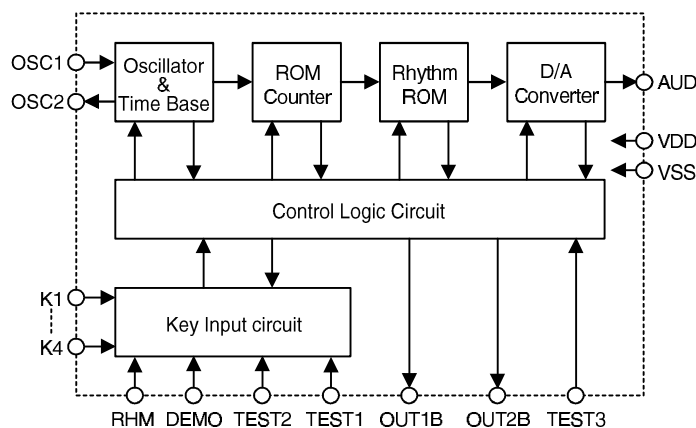 OSC1
OSC2
Oscillator
&
Time Base
ROM
Counter
Rhythm
ROM
D/A
Converter
AUD
VDD
VSS
Control Logic Circuit
K1
K4
Key Input circuit
RHM DEMO TEST2 TEST1 OUT1B OUT2B TEST3